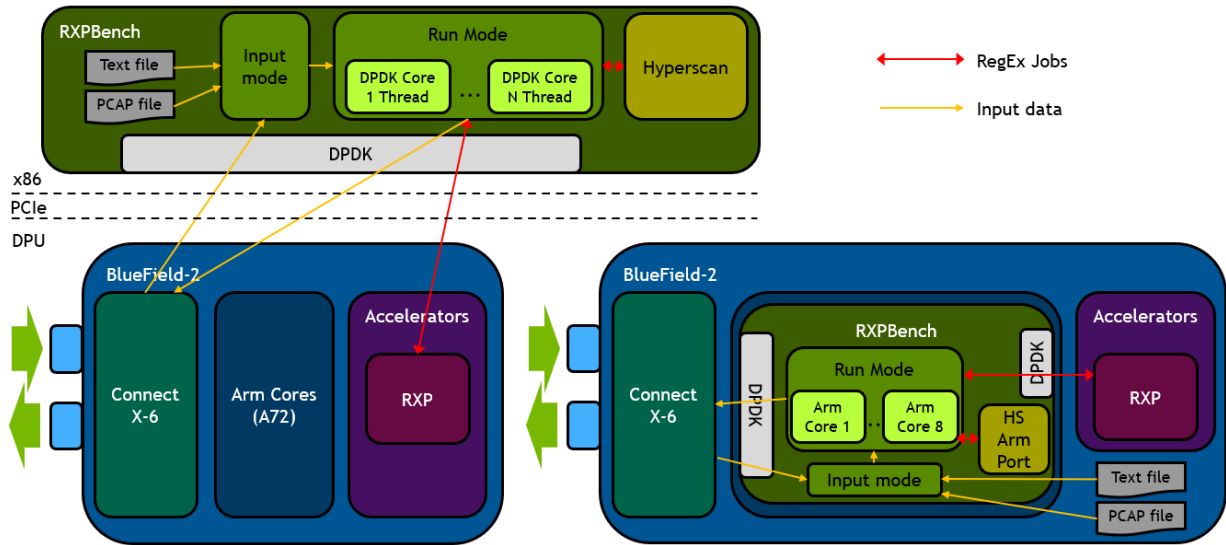 RXPBench
Text file
PCAP file
Input
mode
Run Mode
DPDK Core
1 Thread
...
DPDK Core
N Thread
Hyperscan
DPDK
RegEx Jobs
Input data
x86
PCIe
DPU
BlueField-2
Connect
X-6
Arm Cores
(A72)
Accelerators
RXP
BlueField-2
Connect
X-6
DPDK
RXPBench
Run Mode
Arm
Core 1
..
Arm
Core 8
Input mode
DPDK
HS
Arm
Port
Accelerators
RXP
Text file
PCAP file